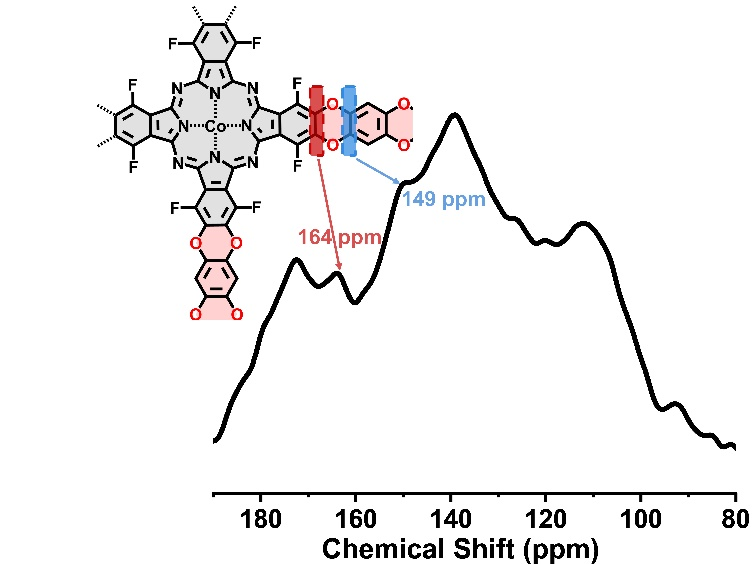 F F
N N N
F F
O O
N Co N
O O
F F
N N N
F F
149 ppm
164 ppm
O O
O O
180 160 140 120 100 80
Chemical Shift (ppm)